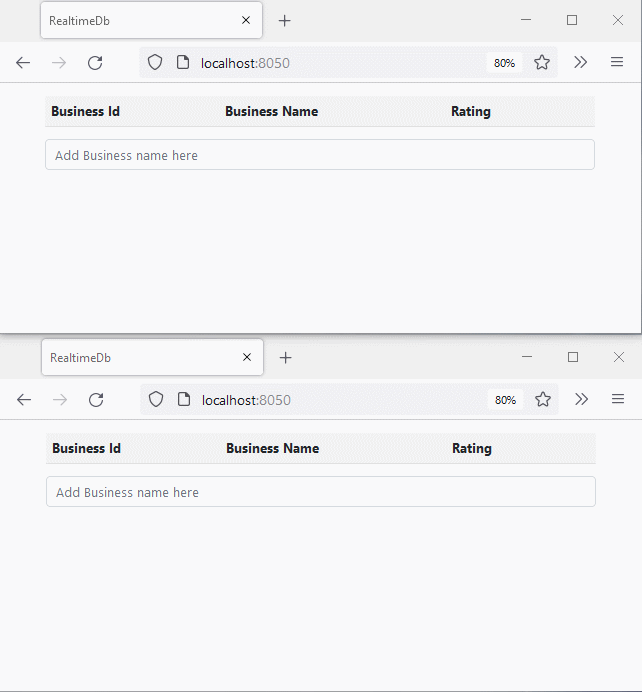 RealtimeDb
localhost:8050 80%
Business Id Business Name Rating
Add Business name here
RealtimeDb
localhost:8050 80%
Business Id Business Name Rating
Add Business name here